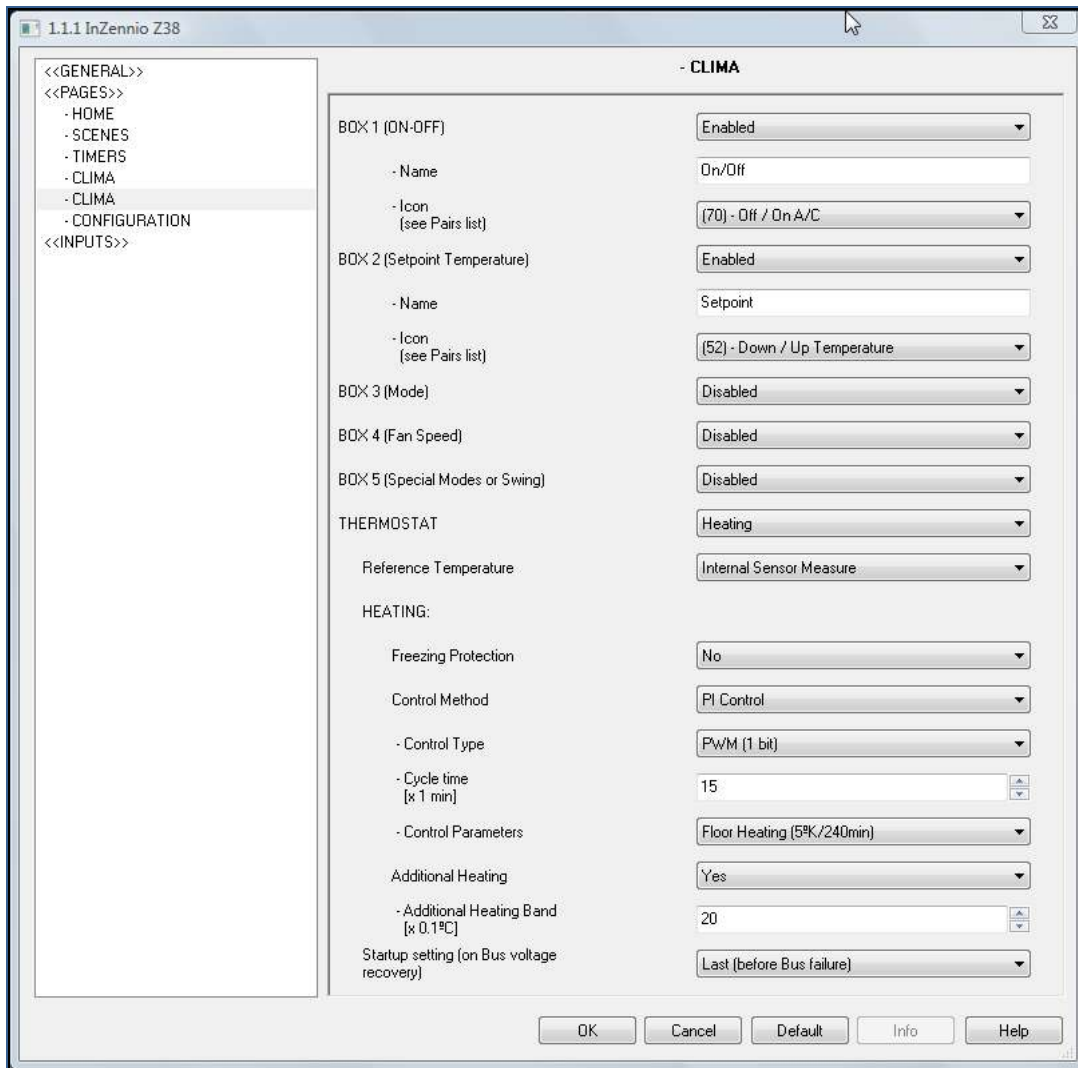 1.1.1 InZennio Z38
<<GENERAL>>
<<PAGES>>
- HOME
- SCENES
- TIMERS
- CLIMA
- CLIMA
- CONFIGURATION
<<INPUTS>>
- CLIMA
BOX 1 (ON-OFF) Enabled
- Name On/Off
- Icon
(see Pairs list) (70) - Off / On A/C
BOX 2 (Setpoint Temperature) Enabled
- Name Setpoint
- Icon
(see Pairs list) (52) - Down / Up Temperature
BOX 3 (Mode) Disabled
BOX 4 (Fan Speed) Disabled
BOX 5 (Special Modes or Swing) Disabled
THERMOSTAT Heating
Reference Temperature Internal Sensor Measure
HEATING:
Freezing Protection No
Control Method PI Control
- Control Type PWM (1 bit)
- Cycle time
[x 1 min] 15
- Control Parameters Floor Heating (5ºK/240min)
Additional Heating Yes
- Additional Heating Band
[x 0.1ºC] 20
Startup setting (on Bus voltage
recovery) Last (before Bus failure)
OK Cancel Default Info Help